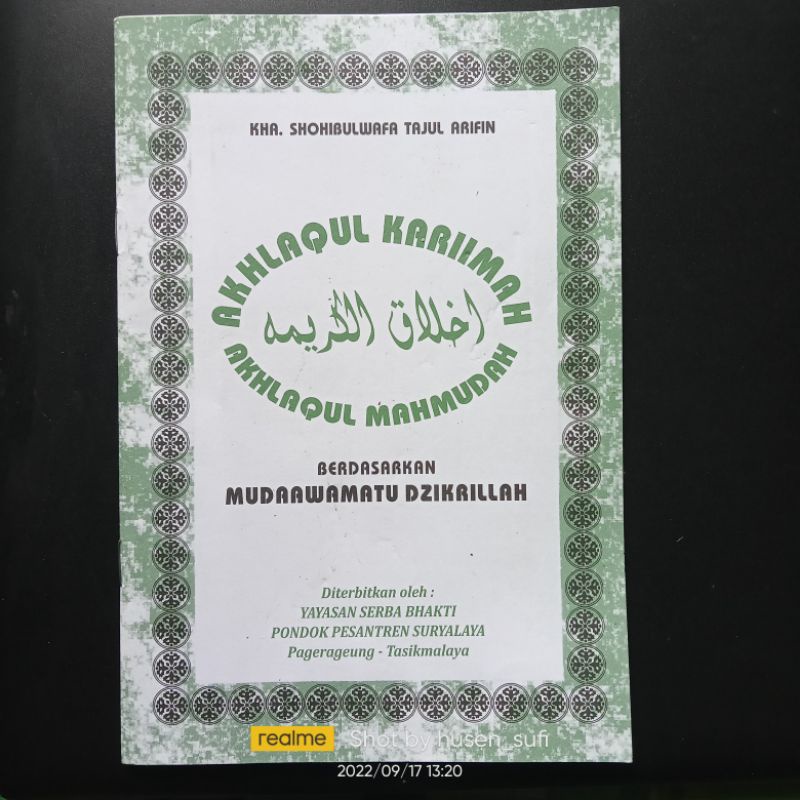 KHA. SHOHIBULWAFA TAJUL ARIFIN
AKHLAQUL KARIIMAH
اخلاق الكريمه
AKHLAQUL MAHMUDAH
BERDASARKAN
MUDAAWAMATU DZIKRILLAH
Diterbitkan oleh :
YAYASAN SERBA BHAKTI
PONDOK PESANTREN SURYALAYA
Pagerageung - Tasikmalaya
realme Shot by husen_sufi
2022/09/17 13:20